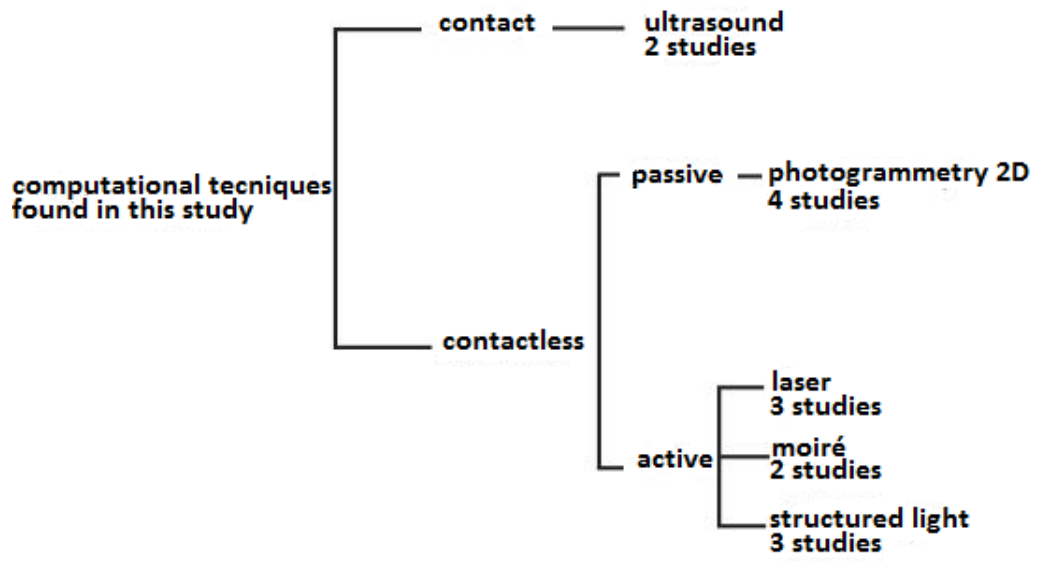 contact
ultrasound
2 studies
computational tecniques
found in this study
passive
photogrammetry 2D
4 studies
contactless
laser
3 studies
active
moiré
2 studies
structured light
3 studies